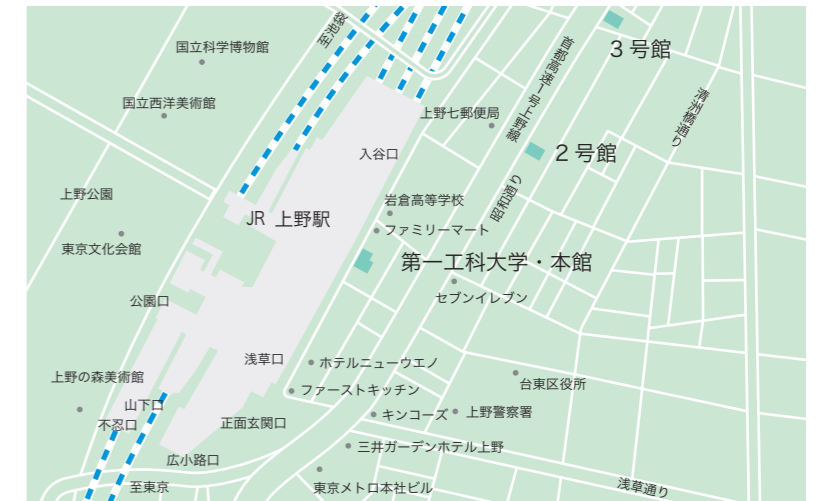 至池袋
国立科学博物館
３号館
首都高速1号上野線
清洲橋通り
国立西洋美術館
上野七郵便局
入谷口
２号館
上野公園
岩倉高等学校
昭和通り
JR 上野駅
ファミリーマート
東京文化会館
第一工科大学・本館
公園口
セブンイレブン
浅草口
ホテルニューウエノ
上野の森美術館
ファーストキッチン
台東区役所
山下口
不忍口
正面玄関口
キンコーズ
上野警察署
三井ガーデンホテル上野
広小路口
至東京
東京メトロ本社ビル
浅草通り